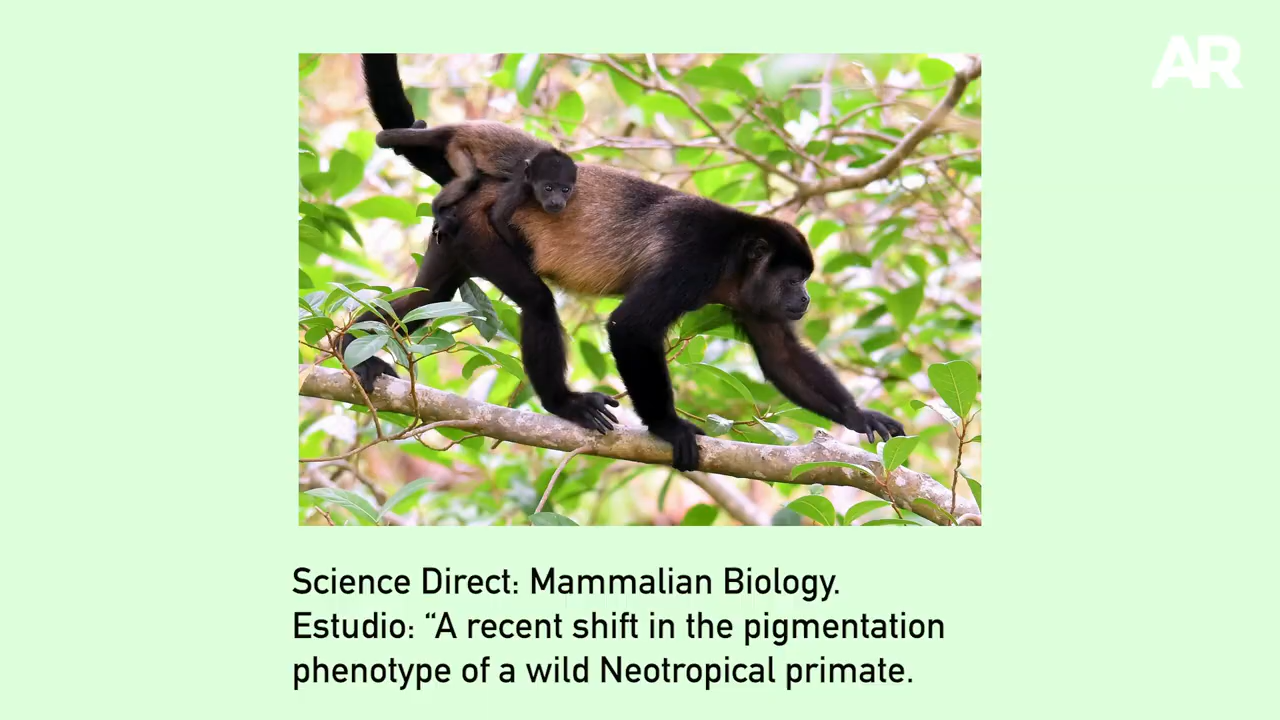 AR
Science Direct: Mammalian Biology.
Estudio: “A recent shift in the pigmentation
phenotype of a wild Neotropical primate.